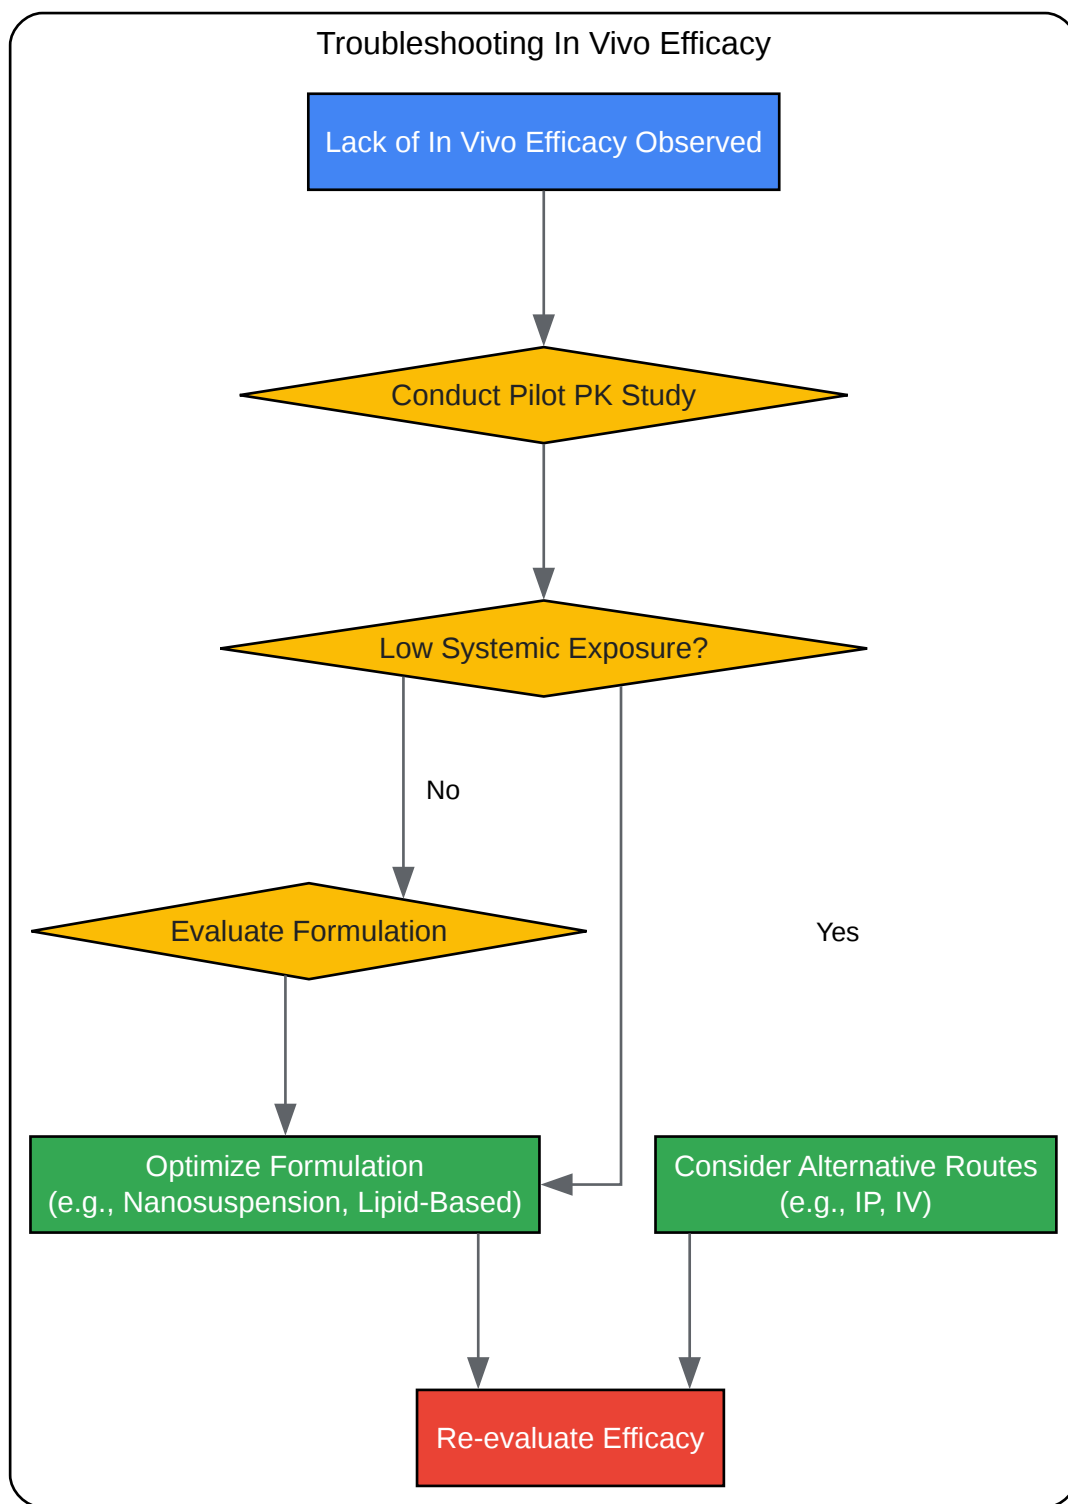 Troubleshooting In Vivo Efficacy
Lack of In Vivo Efficacy Observed
Conduct Pilot PK Study
Low Systemic Exposure?
No
Evaluate Formulation
Yes
Optimize Formulation
(e.g., Nanosuspension, Lipid-Based)
Consider Alternative Routes
(e.g., IP, IV)
Re-evaluate Efficacy